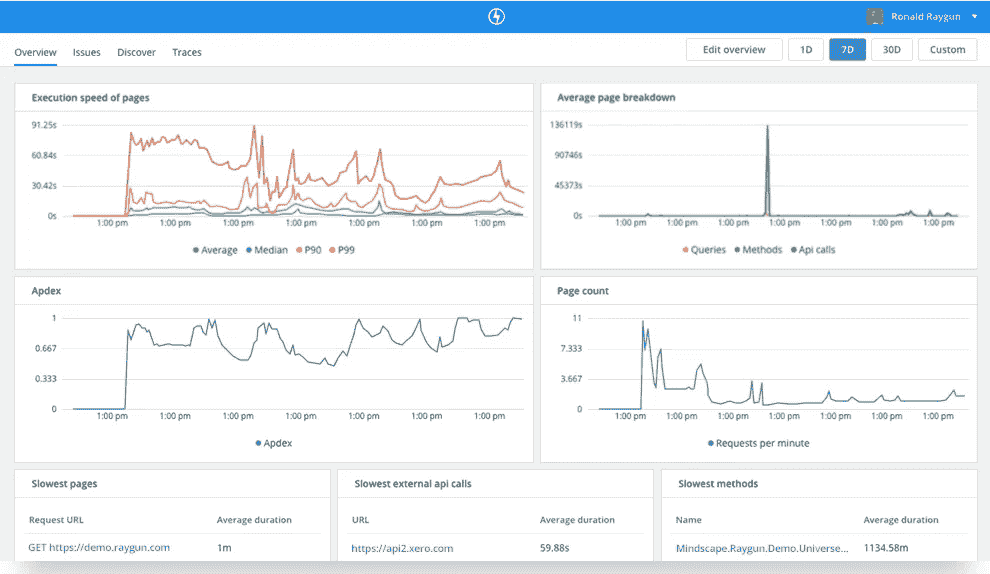 Ronald Raygun
Overview Issues Discover Traces Edit overview 1D 7D 30D Custom
Execution speed of pages
91.25s
60.84s
30.42s
0s
1:00 pm 1:00 pm 1:00 pm 1:00 pm 1:00 pm 1:00 pm 1:00 pm
Average Median P90 P99
Average page breakdown
136119s
90746s
45373s
0s
1:00 pm 1:00 pm 1:00 pm 1:00 pm 1:00 pm 1:00 pm 1:00 pm
Queries Methods Api calls
Apdex
1
0.667
0.333
0
1:00 pm 1:00 pm 1:00 pm 1:00 pm 1:00 pm 1:00 pm 1:00 pm
Apdex
Page count
11
7.333
3.667
0
1:00 pm 1:00 pm 1:00 pm 1:00 pm 1:00 pm 1:00 pm 1:00 pm
Requests per minute
Slowest pages
Request URL Average duration
GET https://demo.raygun.com 1m
Slowest external api calls
URL Average duration
https://api2.xero.com 59.88s
Slowest methods
Name Average duration
Mindscape.Raygun.Demo.Universe... 1134.58m